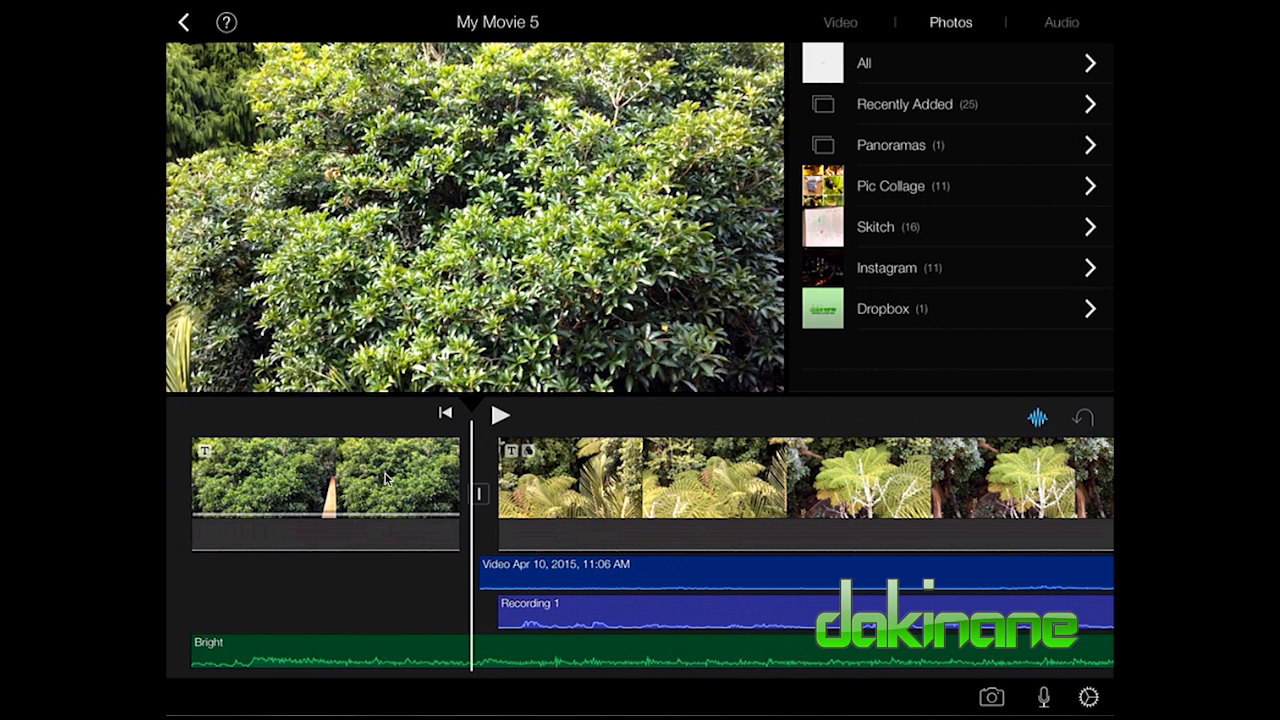 ?
My Movie 5
Video | Photos | Audio
All
Recently Added (25)
Panoramas (1)
Pic Collage (11)
Skitch (16)
Instagram (11)
Dropbox (1)
T
T
Video Apr 10, 2015, 11:06 AM
Recording 1
dakinane
Bright